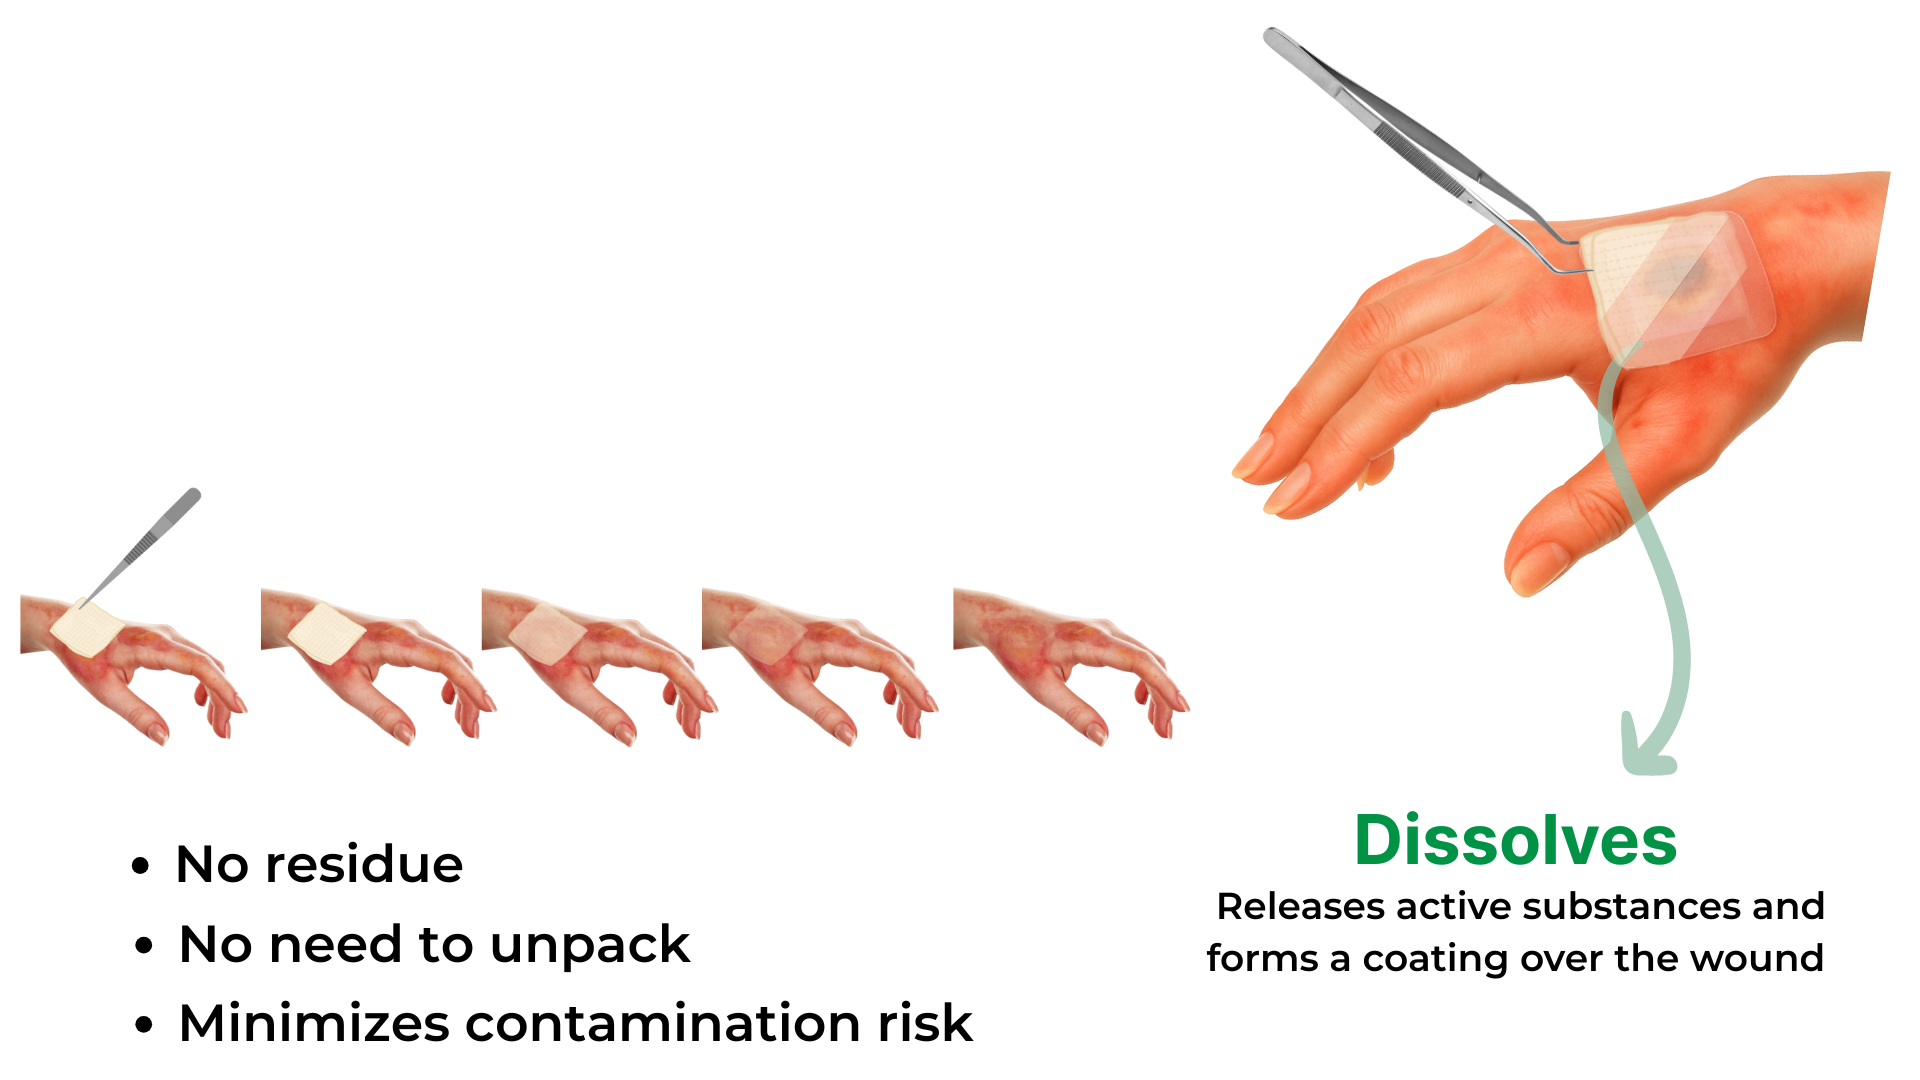 • No residue
• No need to unpack
• Minimizes contamination risk
Dissolves
Releases active substances and
forms a coating over the wound